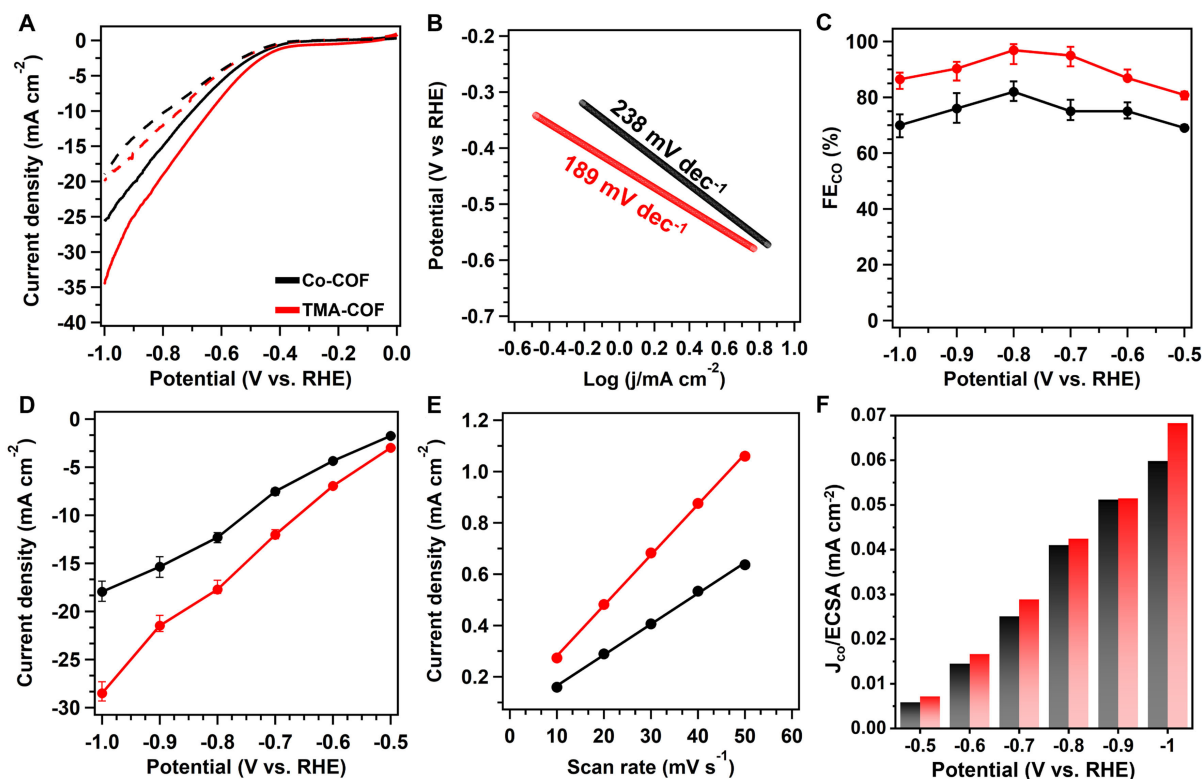 A
Current density (mA cm⁻²)
0
-5
-10
-15
-20
-25
-30
-35
-40
-1.0 -0.8 -0.6 -0.4 -0.2 0.0
Potential (V vs. RHE)
Co-COF
TMA-COF
B
Potential (V vs RHE)
-0.2
-0.3
-0.4
-0.5
-0.6
-0.7
-0.6 -0.4 -0.2 0.0 0.2 0.4 0.6 0.8 1.0
Log (j/mA cm⁻²)
238 mV dec⁻¹
189 mV dec⁻¹
C
FE_CO (%)
100
80
60
40
20
0
-1.0 -0.9 -0.8 -0.7 -0.6 -0.5
Potential (V vs. RHE)
D
Current density (mA cm⁻²)
0
-5
-10
-15
-20
-25
-30
-1.0 -0.9 -0.8 -0.7 -0.6 -0.5
Potential (V vs. RHE)
E
Current density (mA cm⁻²)
1.2
1.0
0.8
0.6
0.4
0.2
0 10 20 30 40 50 60
Scan rate (mV s⁻¹)
F
J_co/ECSA (mA cm⁻²)
0.07
0.06
0.05
0.04
0.03
0.02
0.01
0.00
-0.5 -0.6 -0.7 -0.8 -0.9 -1
Potential (V vs. RHE)